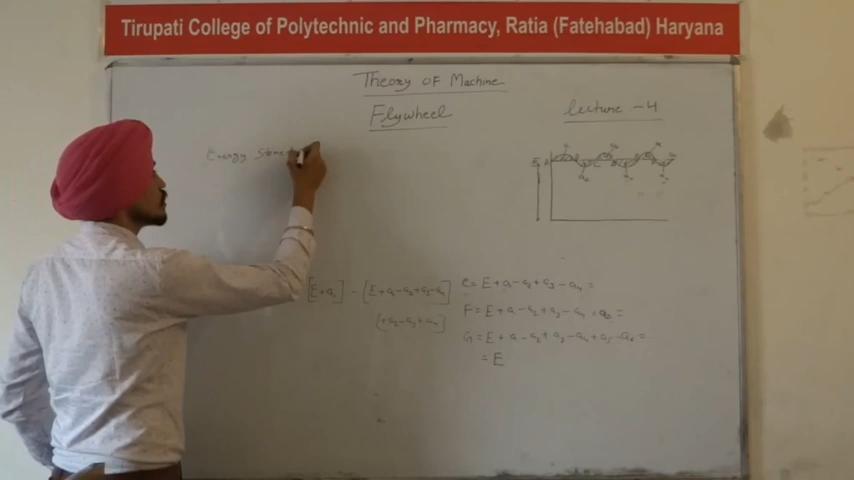 Tirupati College of Polytechnic and Pharmacy, Ratia (Fatehabad) Haryana
Theory OF Machine
Flywheel
lecture - 4
Energy
[E+a₁] - [E+a₁-a₂+a₃-a₄]
[+a₂-a₃+a₄]
e = E+a₁-a₂+a₃-a₄ =
F = E+a₁-a₂+a₃-a₄+a₅ =
G = E+a₁-a₂+a₃-a₄+a₅-a₆ =
= E